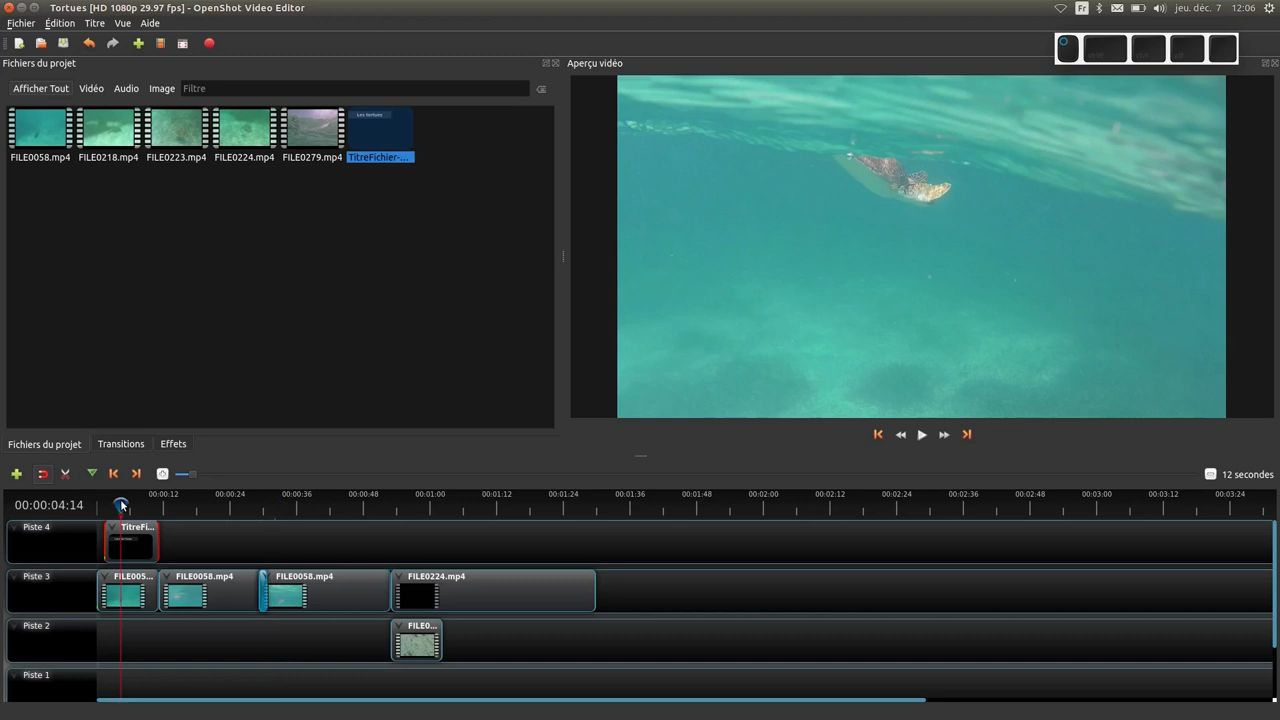 Tortues [HD 1080p 29.97 fps] - OpenShot Video Editor
Fr
jeu. déc. 7 12:06
Fichier Édition Titre Vue Aide
Fichiers du projet
Aperçu vidéo
Afficher Tout Vidéo Audio Image Filtre
Les tortues
FILE0058.mp4 FILE0218.mp4 FILE0223.mp4 FILE0224.mp4 FILE0279.mp4 TitreFichier-...
Fichiers du projet Transitions Effets
12 secondes
00:00:04:14
00:00:12 00:00:24 00:00:36 00:00:48 00:01:00 00:01:12 00:01:24 00:01:36 00:01:48 00:02:00 00:02:12 00:02:24 00:02:36 00:02:48 00:03:00 00:03:12 00:03:24
Piste 4 TitreFi...
Piste 3 FILE005... FILE0058.mp4 FILE0058.mp4 FILE0224.mp4
Piste 2 FILE0...
Piste 1